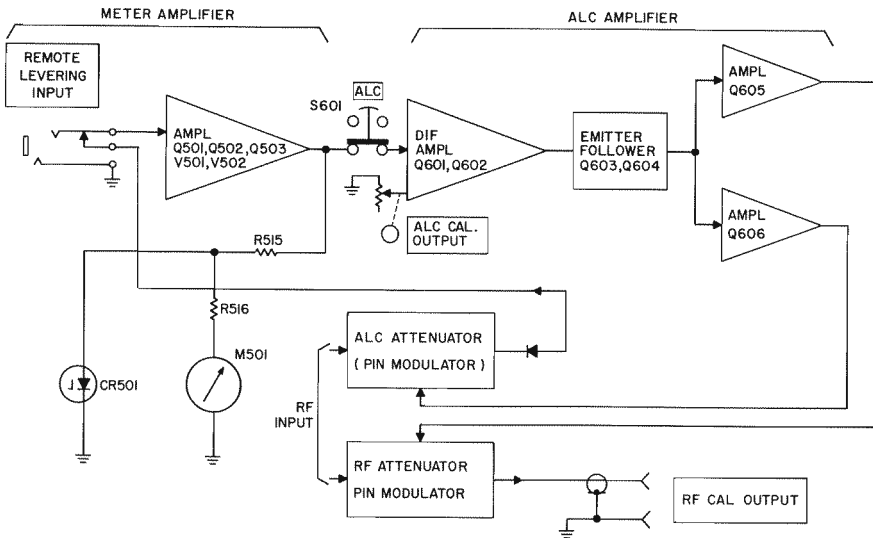 METER AMPLIFIER
ALC AMPLIFIER
REMOTE
LEVERING
INPUT
S601
ALC
AMPL
Q501,Q502,Q503
V501,V502
DIF
AMPL
Q601,Q602
EMITTER
FOLLOWER
Q603,Q604
AMPL
Q605
AMPL
Q606
ALC CAL.
OUTPUT
R515
R516
M501
CR501
ALC ATTENUATOR
(PIN MODULATOR)
RF
INPUT
RF ATTENUATOR
PIN MODULATOR
RF CAL OUTPUT